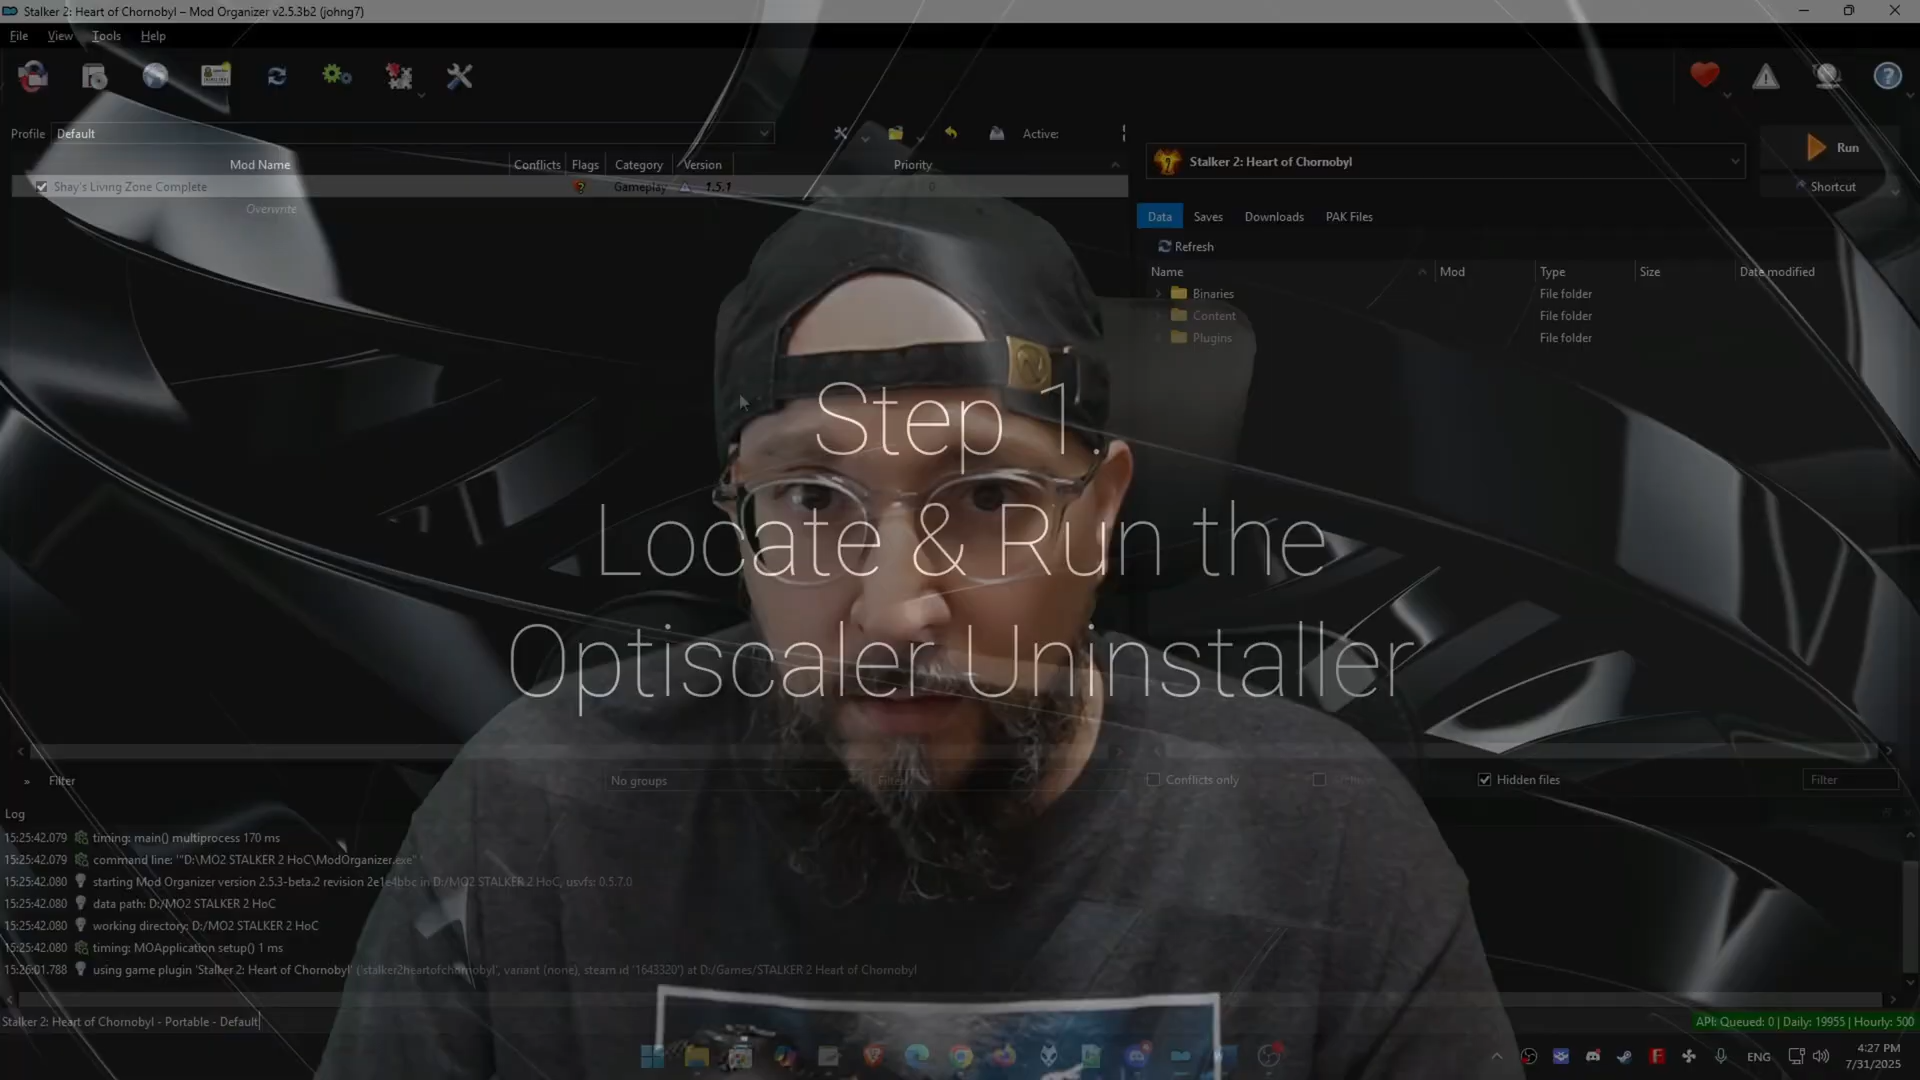 Stalker 2: Heart of Chornobyl – Mod Organizer v2.5.3b2 (johng7)
File View Tools Help
Profile Default Active:
Mod Name Conflicts Flags Category Version Priority
Shay's Living Zone Complete Gameplay 1.5.1 0
Overwrite
Stalker 2: Heart of Chornobyl Run
Shortcut
Data Saves Downloads PAK Files
Refresh
Name Mod Type Size Date modified
Binaries File folder
Content File folder
Plugins File folder
Step 1.
Locate & Run the
Optiscaler Uninstaller
» Filter No groups Filter Conflicts only Hidden files Filter
Log
15:25:42.079 timing: main() multiprocess 170 ms
15:25:42.079 command line: '"D:\MO2 STALKER 2 HoC\ModOrganizer.exe" '
15:25:42.080 starting Mod Organizer version 2.5.3-beta.2 revision 2e1e4bbc in D:/MO2 STALKER 2 HoC, usvfs: 0.5.7.0
15:25:42.080 data path: D:/MO2 STALKER 2 HoC
15:25:42.080 working directory: D:/MO2 STALKER 2 HoC
15:25:42.080 timing: MOApplication setup() 1 ms
15:26:01.788 using game plugin 'Stalker 2: Heart of Chornobyl' ('stalker2heartofchornobyl', variant (none), steam id '1643320') at D:/Games/STALKER 2 Heart of Chornobyl
Stalker 2: Heart of Chornobyl - Portable - Default
API: Queued: 0 | Daily: 19955 | Hourly: 500
ENG 4:27 PM
7/31/2025